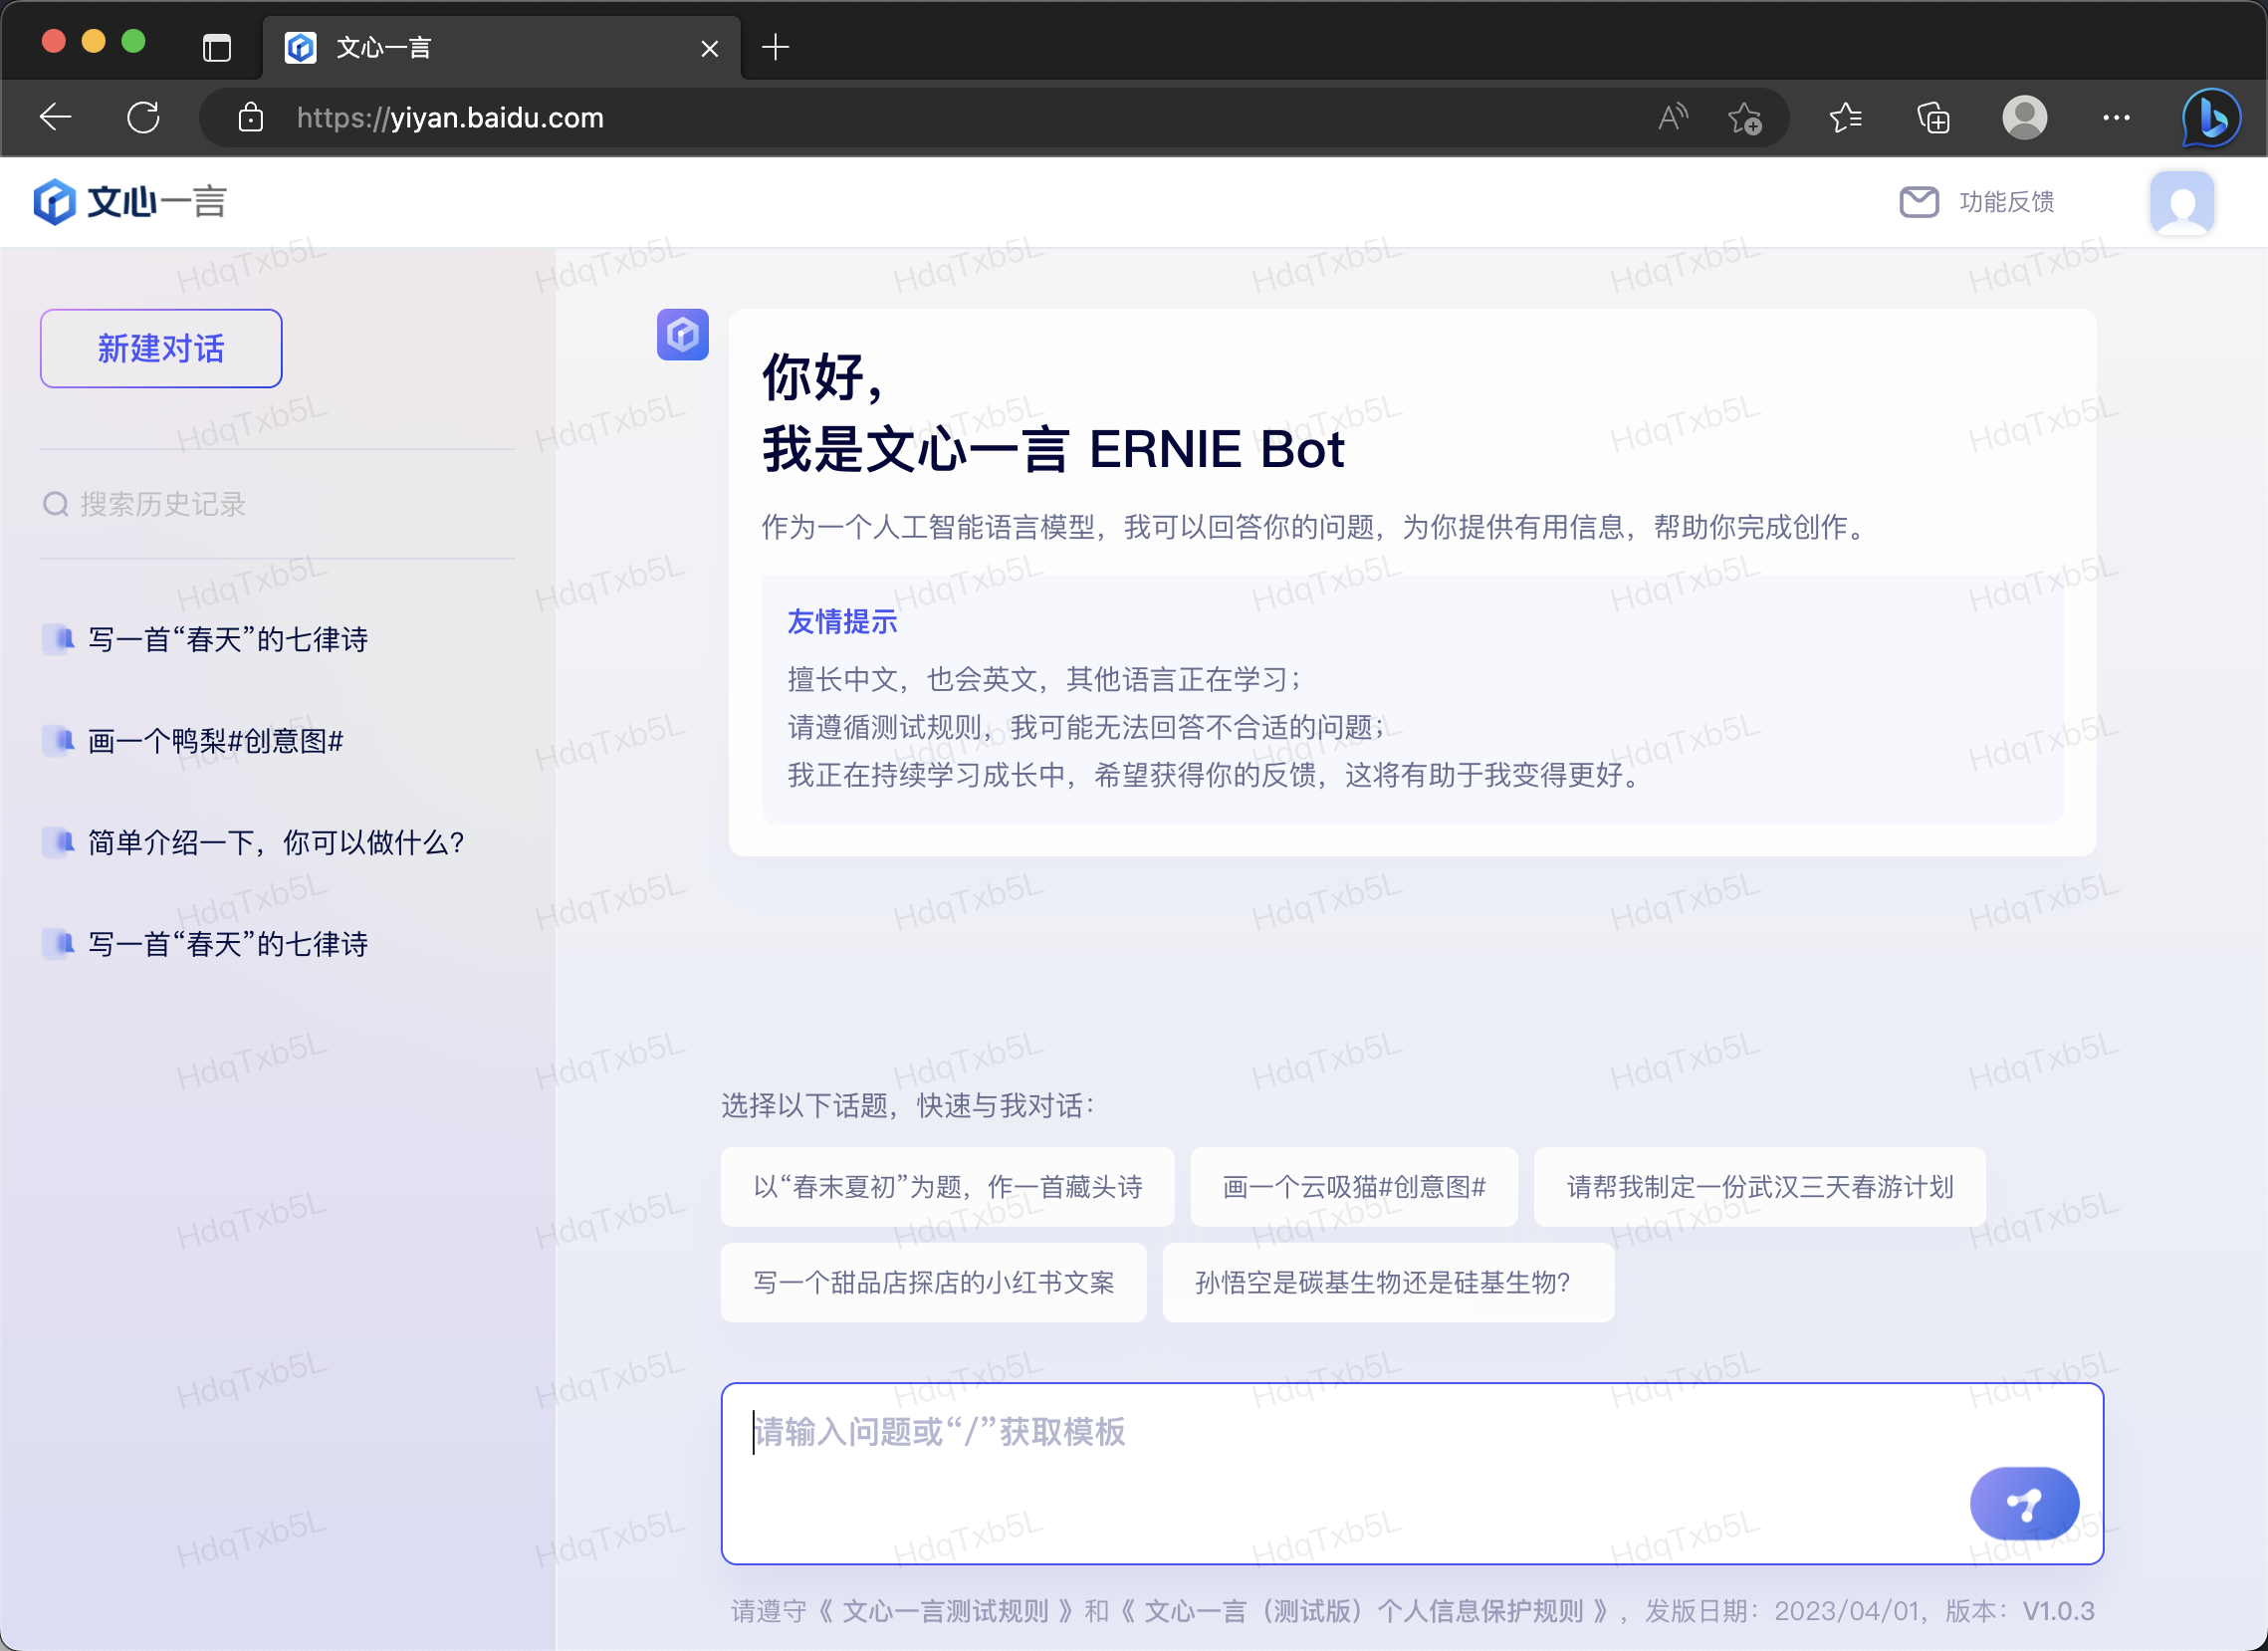 文心一言
https://yiyan.baidu.com
文心一言
功能反馈
新建对话
搜索历史记录
写一首“春天”的七律诗
画一个鸭梨#创意图#
简单介绍一下，你可以做什么？
写一首“春天”的七律诗
你好，
我是文心一言 ERNIE Bot
作为一个人工智能语言模型，我可以回答你的问题，为你提供有用信息，帮助你完成创作。
友情提示
擅长中文，也会英文，其他语言正在学习；
请遵循测试规则，我可能无法回答不合适的问题；
我正在持续学习成长中，希望获得你的反馈，这将有助于我变得更好。
选择以下话题，快速与我对话：
以“春末夏初”为题，作一首藏头诗
画一个云吸猫#创意图#
请帮我制定一份武汉三天春游计划
写一个甜品店探店的小红书文案
孙悟空是碳基生物还是硅基生物？
请输入问题或“/”获取模板
请遵守《 文心一言测试规则 》和《 文心一言（测试版）个人信息保护规则 》，发版日期：2023/04/01，版本：V1.0.3
HdqTxb5L